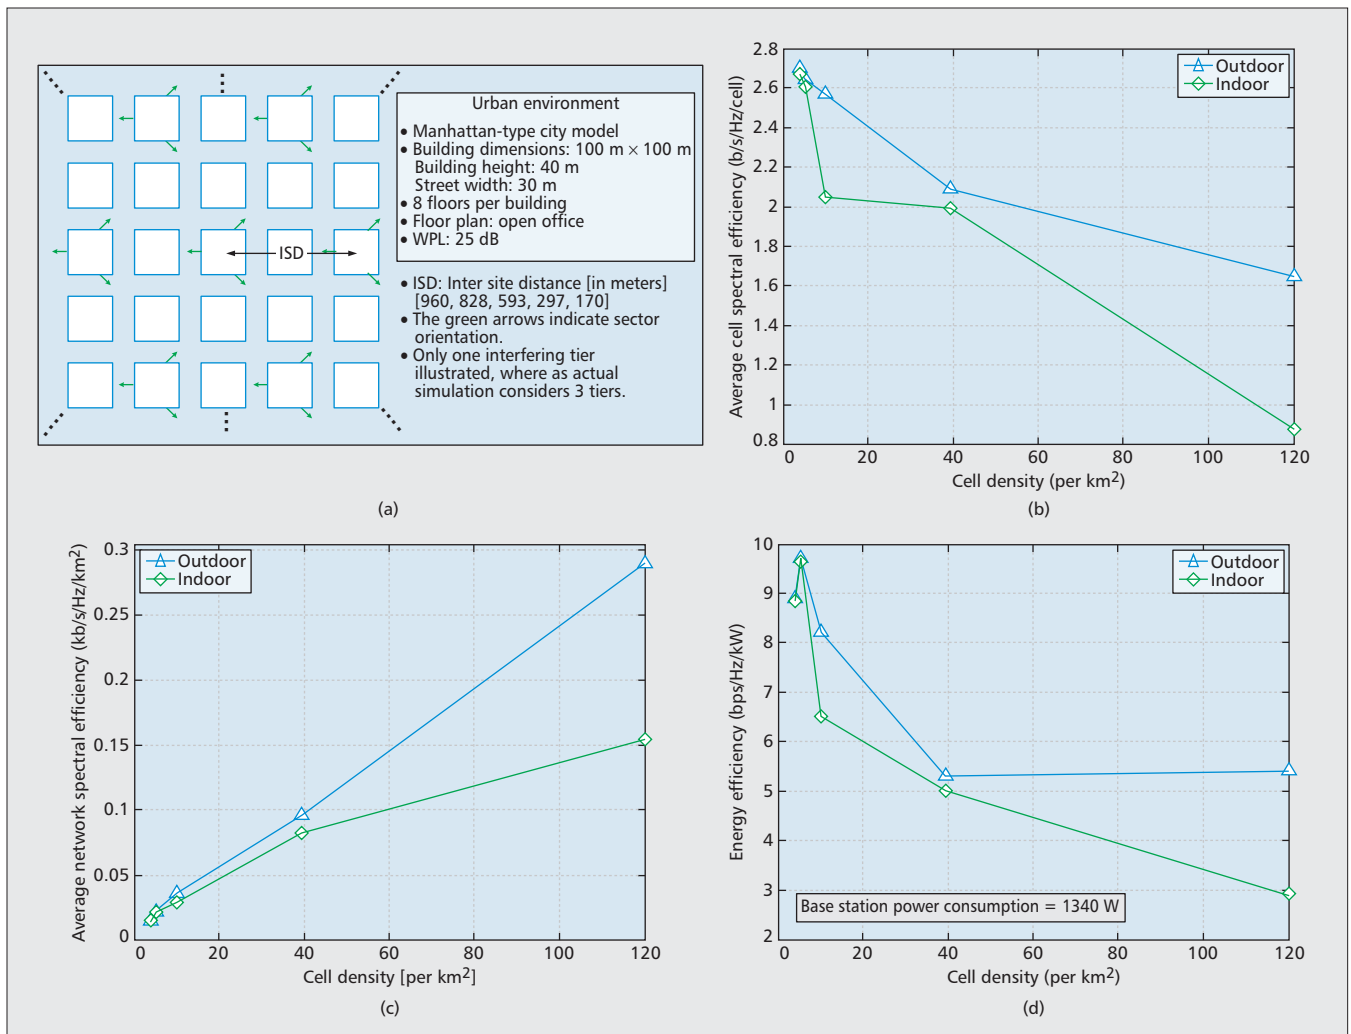 Urban environment
• Manhattan-type city model
• Building dimensions: 100 m × 100 m
Building height: 40 m
Street width: 30 m
• 8 floors per building
• Floor plan: open office
• WPL: 25 dB
ISD
• ISD: Inter site distance [in meters]
[960, 828, 593, 297, 170]
• The green arrows indicate sector
orientation.
• Only one interfering tier
illustrated, where as actual
simulation considers 3 tiers.
(a)
Average cell spectral efficiency (b/s/Hz/cell)
2.8
2.6
2.4
2.2
2
1.8
1.6
1.4
1.2
1
0.8
Outdoor
Indoor
0 20 40 60 80 100 120
Cell density (per km²)
(b)
Average network spectral efficiency (kb/s/Hz/km²)
0.3
0.25
0.2
0.15
0.1
0.05
0
Outdoor
Indoor
0 20 40 60 80 100 120
Cell density [per km²]
(c)
Energy efficiency (bps/Hz/kW)
10
9
8
7
6
5
4
3
2
Outdoor
Indoor
Base station power consumption = 1340 W
0 20 40 60 80 100 120
Cell density (per km²)
(d)